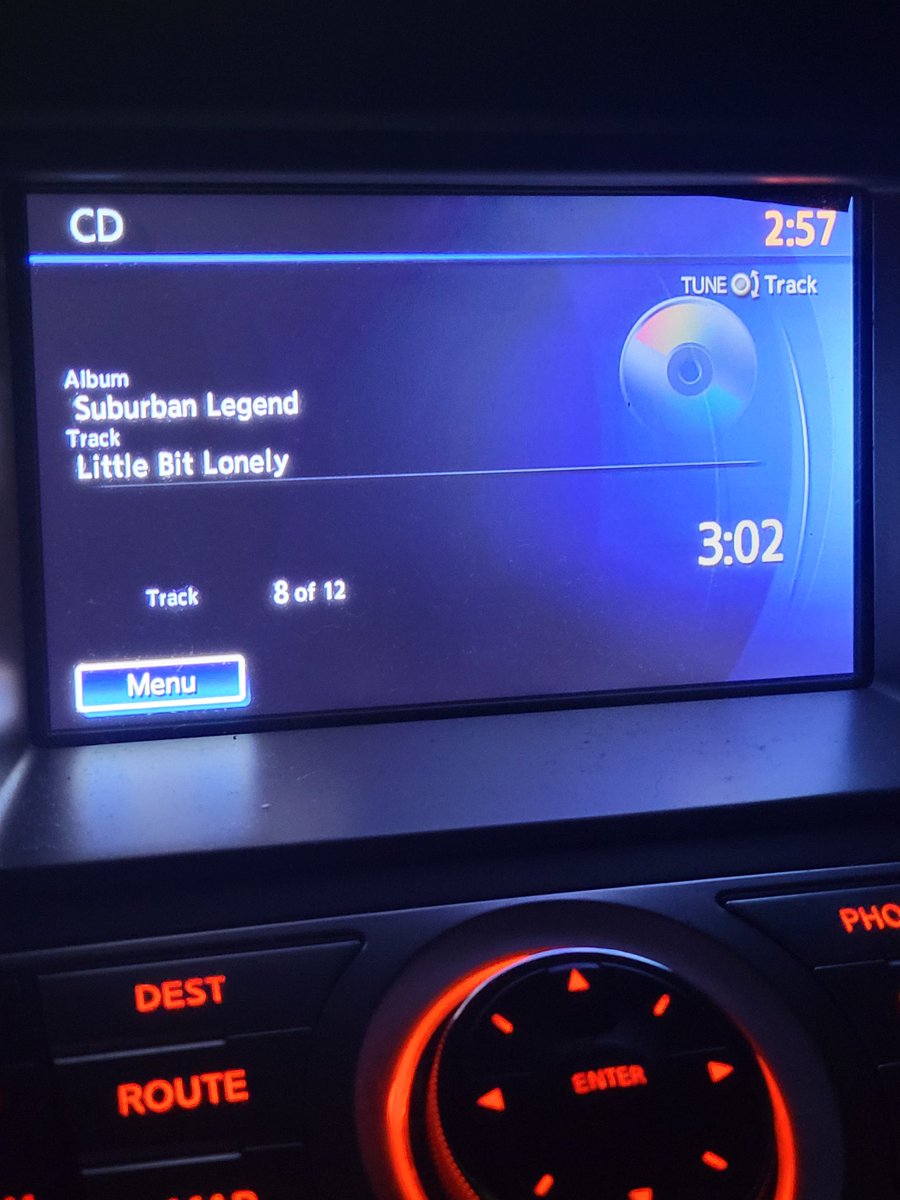 CD
2:57
TUNE Track
Album
Suburban Legend
Track
Little Bit Lonely
3:02
Track 8 of 12
Menu
PHO
DEST
ROUTE
ENTER